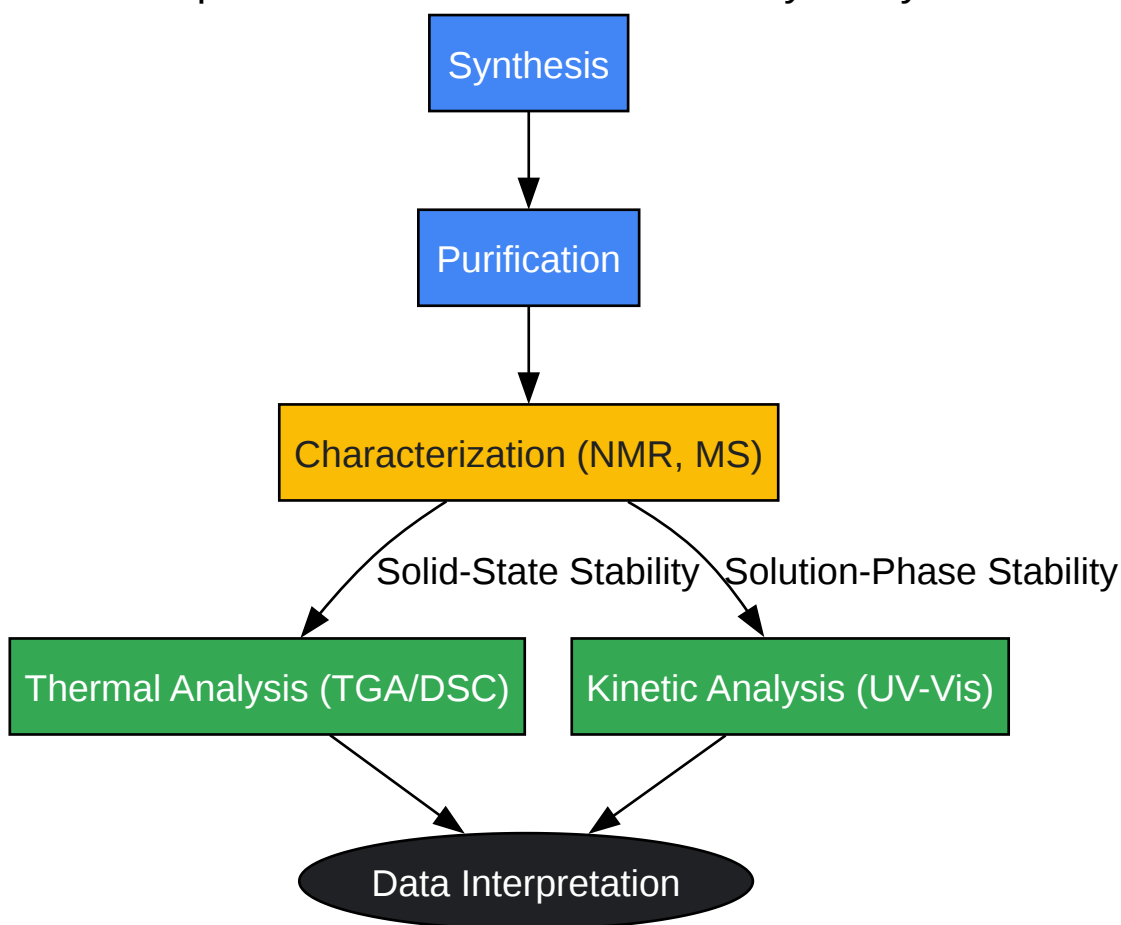 Synthesis
Purification
Characterization (NMR, MS)
Solid-State Stability
Solution-Phase Stability
Thermal Analysis (TGA/DSC)
Kinetic Analysis (UV-Vis)
Data Interpretation